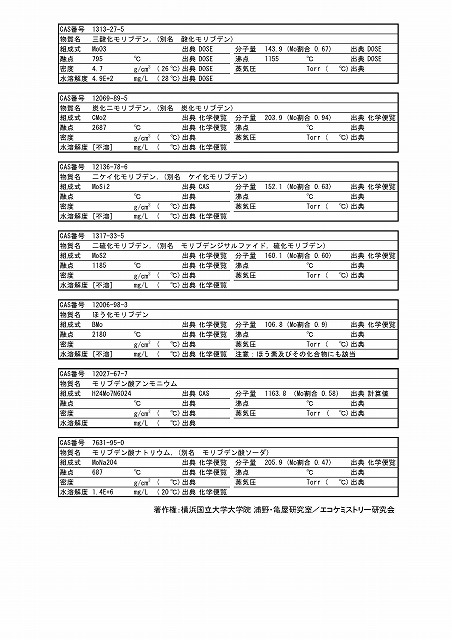 CAS番号 1313-27-5
物質名 三酸化モリブデン, (別名 酸化モリブデン)
組成式 MoO3 出典 DOSE 分子量 143.9 (Mo割合 0.67) 出典 DOSE
融点 795 ℃ 出典 DOSE 沸点 1155 ℃ 出典 DOSE
密度 4.7 g/cm³ ( 26 ℃) 出典 DOSE 蒸気圧 Torr ( ℃) 出典
水溶解度 4.9E+2 mg/L ( 28 ℃) 出典 DOSE
CAS番号 12069-89-5
物質名 炭化二モリブデン, (別名 炭化モリブデン)
組成式 CMo2 出典 化学便覧 分子量 203.9 (Mo割合 0.94) 出典 化学便覧
融点 2687 ℃ 出典 化学便覧 沸点 ℃ 出典
密度 g/cm³ ( ℃) 出典 蒸気圧 Torr ( ℃) 出典
水溶解度 [不溶] mg/L ( ℃) 出典 化学便覧
CAS番号 12136-78-6
物質名 二ケイ化モリブデン, (別名 ケイ化モリブデン)
組成式 MoSi2 出典 CAS 分子量 152.1 (Mo割合 0.63) 出典 化学便覧
融点 ℃ 出典 沸点 ℃ 出典
密度 g/cm³ ( ℃) 出典 蒸気圧 Torr ( ℃) 出典
水溶解度 [不溶] mg/L ( ℃) 出典 化学便覧
CAS番号 1317-33-5
物質名 二硫化モリブデン, (別名 モリブデンジサルファイド, 硫化モリブデン)
組成式 MoS2 出典 化学便覧 分子量 160.1 (Mo割合 0.60) 出典 化学便覧
融点 1185 ℃ 出典 化学便覧 沸点 ℃ 出典
密度 g/cm³ ( ℃) 出典 蒸気圧 Torr ( ℃) 出典
水溶解度 [不溶] mg/L ( ℃) 出典 化学便覧
CAS番号 12006-98-3
物質名 ほう化モリブデン
組成式 BMo 出典 化学便覧 分子量 106.8 (Mo割合 0.9) 出典 化学便覧
融点 2180 ℃ 出典 化学便覧 沸点 ℃ 出典
密度 g/cm³ ( ℃) 出典 蒸気圧 Torr ( ℃) 出典
水溶解度 [不溶] mg/L ( ℃) 出典 化学便覧 注意:ほう素及びその化合物にも該当
CAS番号 12027-67-7
物質名 モリブデン酸アンモニウム
組成式 H24Mo7N6O24 出典 CAS 分子量 1163.8 (Mo割合 0.58) 出典 計算値
融点 ℃ 出典 沸点 ℃ 出典
密度 g/cm³ ( ℃) 出典 蒸気圧 Torr ( ℃) 出典
水溶解度 mg/L ( ℃) 出典
CAS番号 7631-95-0
物質名 モリブデン酸ナトリウム, (別名 モリブデン酸ソーダ)
組成式 MoNa2O4 出典 化学便覧 分子量 205.9 (Mo割合 0.47) 出典 化学便覧
融点 687 ℃ 出典 化学便覧 沸点 ℃ 出典
密度 g/cm³ ( ℃) 出典 蒸気圧 Torr ( ℃) 出典
水溶解度 1.4E+6 mg/L ( 20 ℃) 出典 化学便覧
著作権:横浜国立大学大学院 浦野・亀屋研究室/エコケミストリー研究会